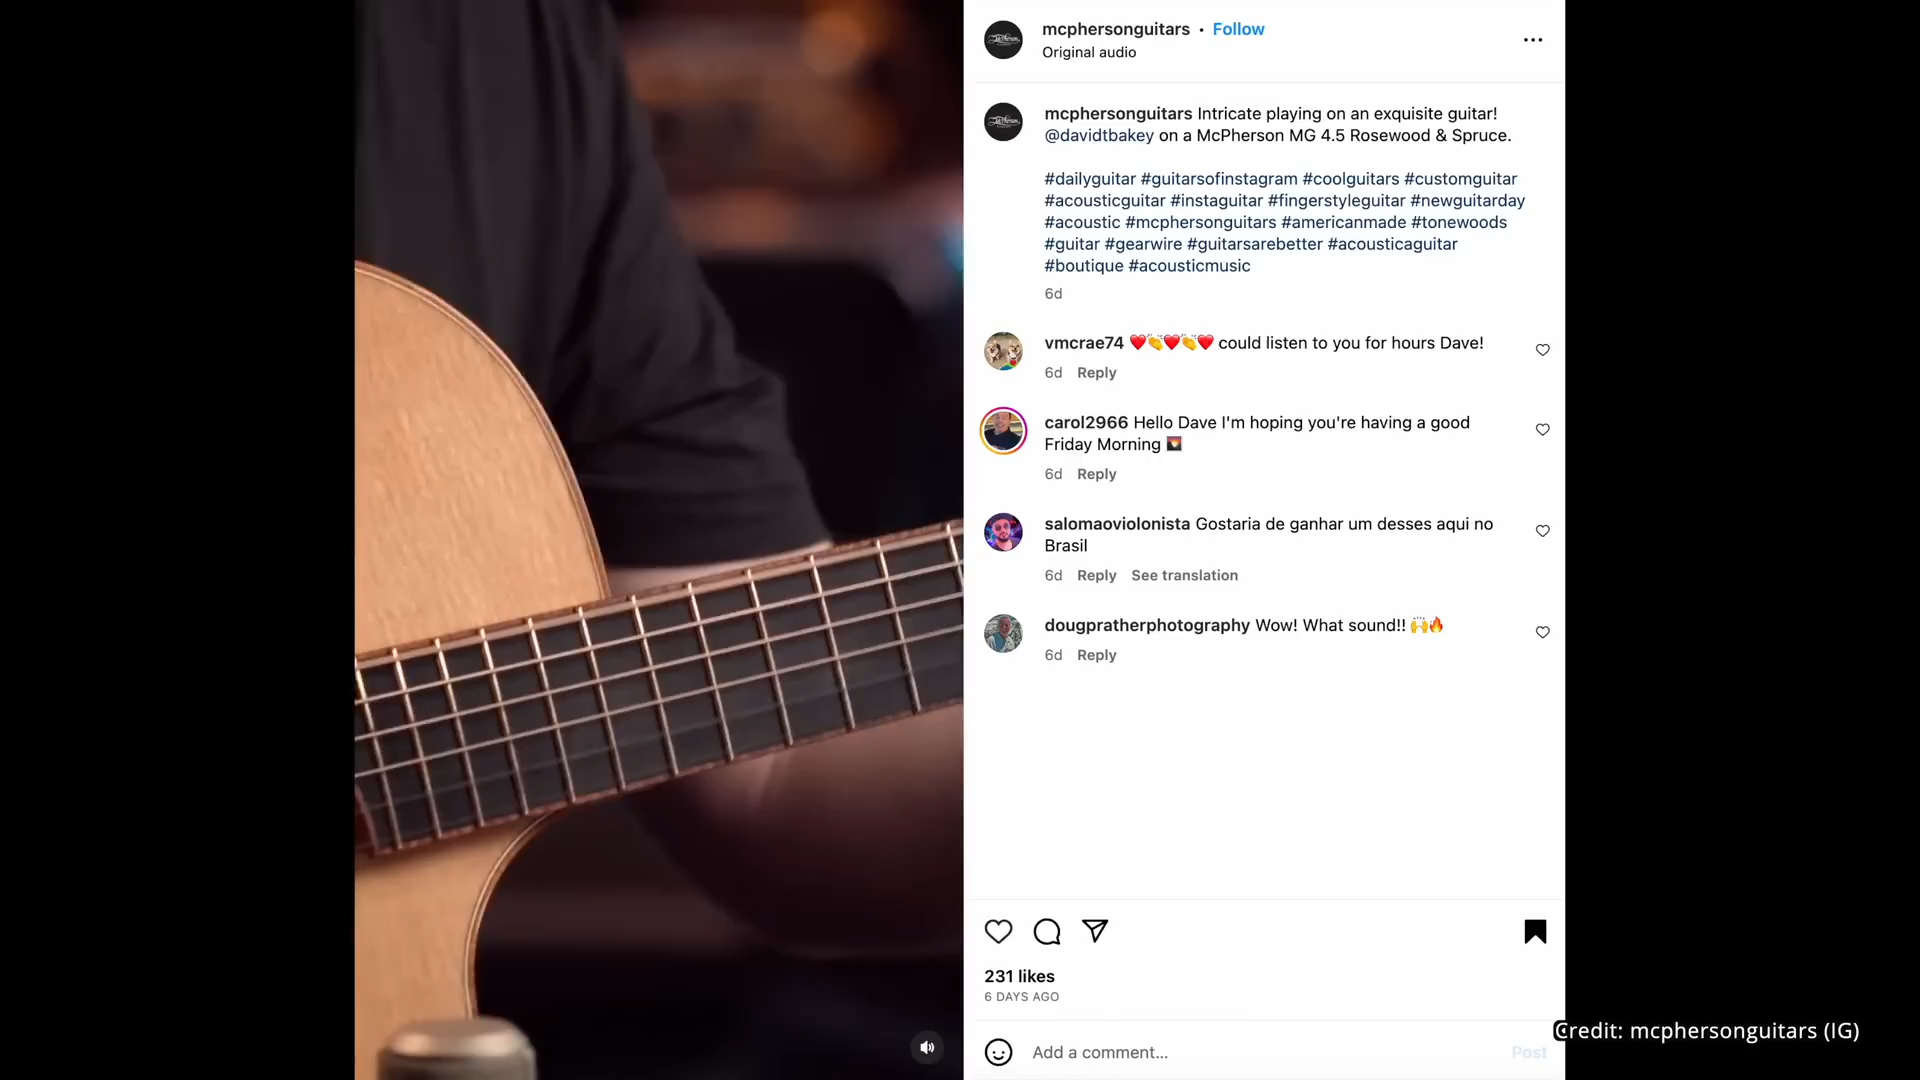 mcphersonguitars • Follow
Original audio
mcphersonguitars Intricate playing on an exquisite guitar!
@davidtbakey on a McPherson MG 4.5 Rosewood & Spruce.
#dailyguitar #guitarsofinstagram #coolguitars #customguitar
#acousticguitar #instaguitar #fingerstyleguitar #newguitarday
#acoustic #mcphersonguitars #americanmade #tonewoods
#guitar #gearwire #guitarsarebetter #acousticaguitar
#boutique #acousticmusic
6d
vmcrae74 ❤️👏❤️👏❤️ could listen to you for hours Dave!
6d Reply
carol2966 Hello Dave I'm hoping you're having a good
Friday Morning 🌄
6d Reply
salomaoviolonista Gostaria de ganhar um desses aqui no
Brasil
6d Reply See translation
dougpratherphotography Wow! What sound!! 🙌🔥
6d Reply
231 likes
6 DAYS AGO
Add a comment...
Post
Credit: mcphersonguitars (IG)